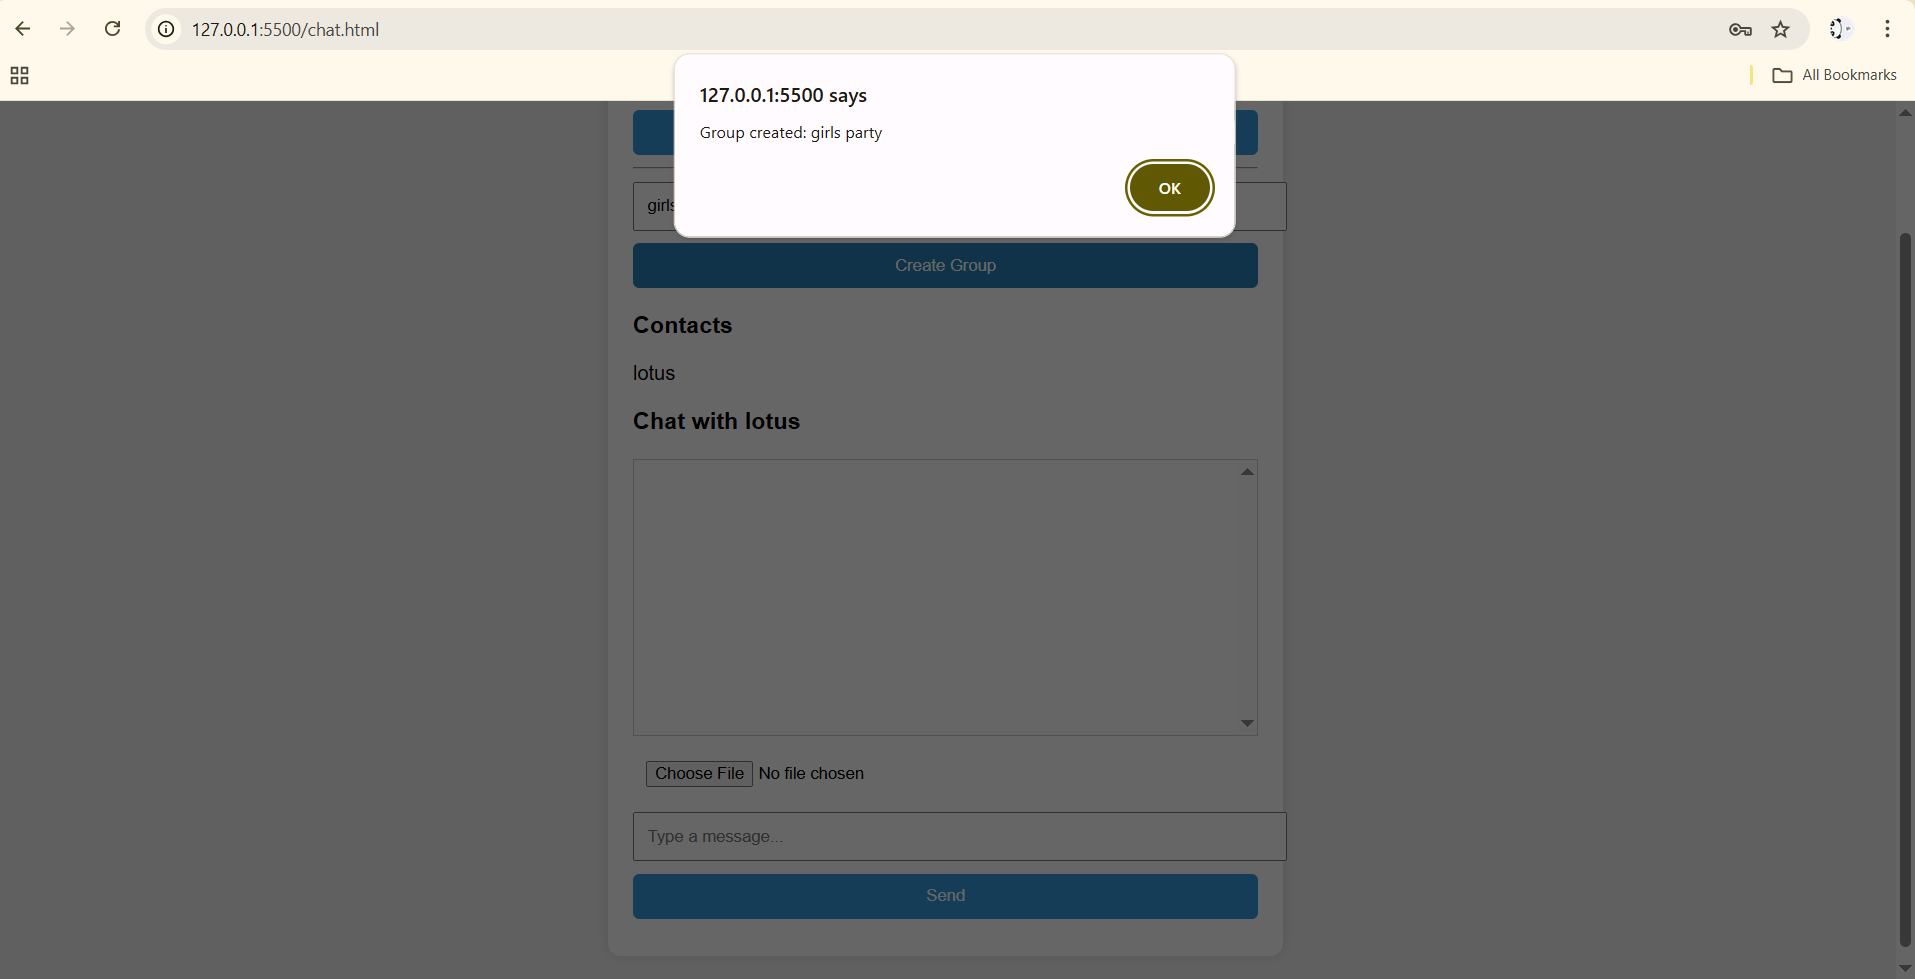 127.0.0.1:5500/chat.html
All Bookmarks
127.0.0.1:5500 says
Group created: girls party
OK
girls
Create Group
Contacts
lotus
Chat with lotus
Choose File No file chosen
Type a message...
Send